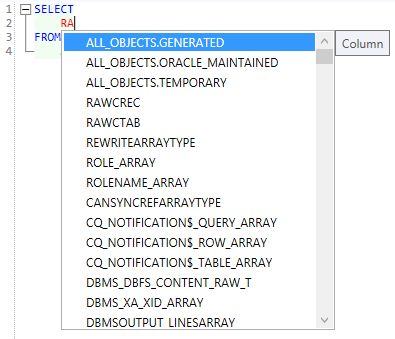 1 SELECT
2 RA
3 FROM
4
ALL_OBJECTS.GENERATED
Column
ALL_OBJECTS.ORACLE_MAINTAINED
ALL_OBJECTS.TEMPORARY
RAWCREC
RAWCTAB
REWRITEARRAYTYPE
ROLE_ARRAY
ROLENAME_ARRAY
CANSYNCREFARRAYTYPE
CQ_NOTIFICATION$_QUERY_ARRAY
CQ_NOTIFICATION$_ROW_ARRAY
CQ_NOTIFICATION$_TABLE_ARRAY
DBMS_DBFS_CONTENT_RAW_T
DBMS_XA_XID_ARRAY
DBMSOUTPUT_LINESARRAY